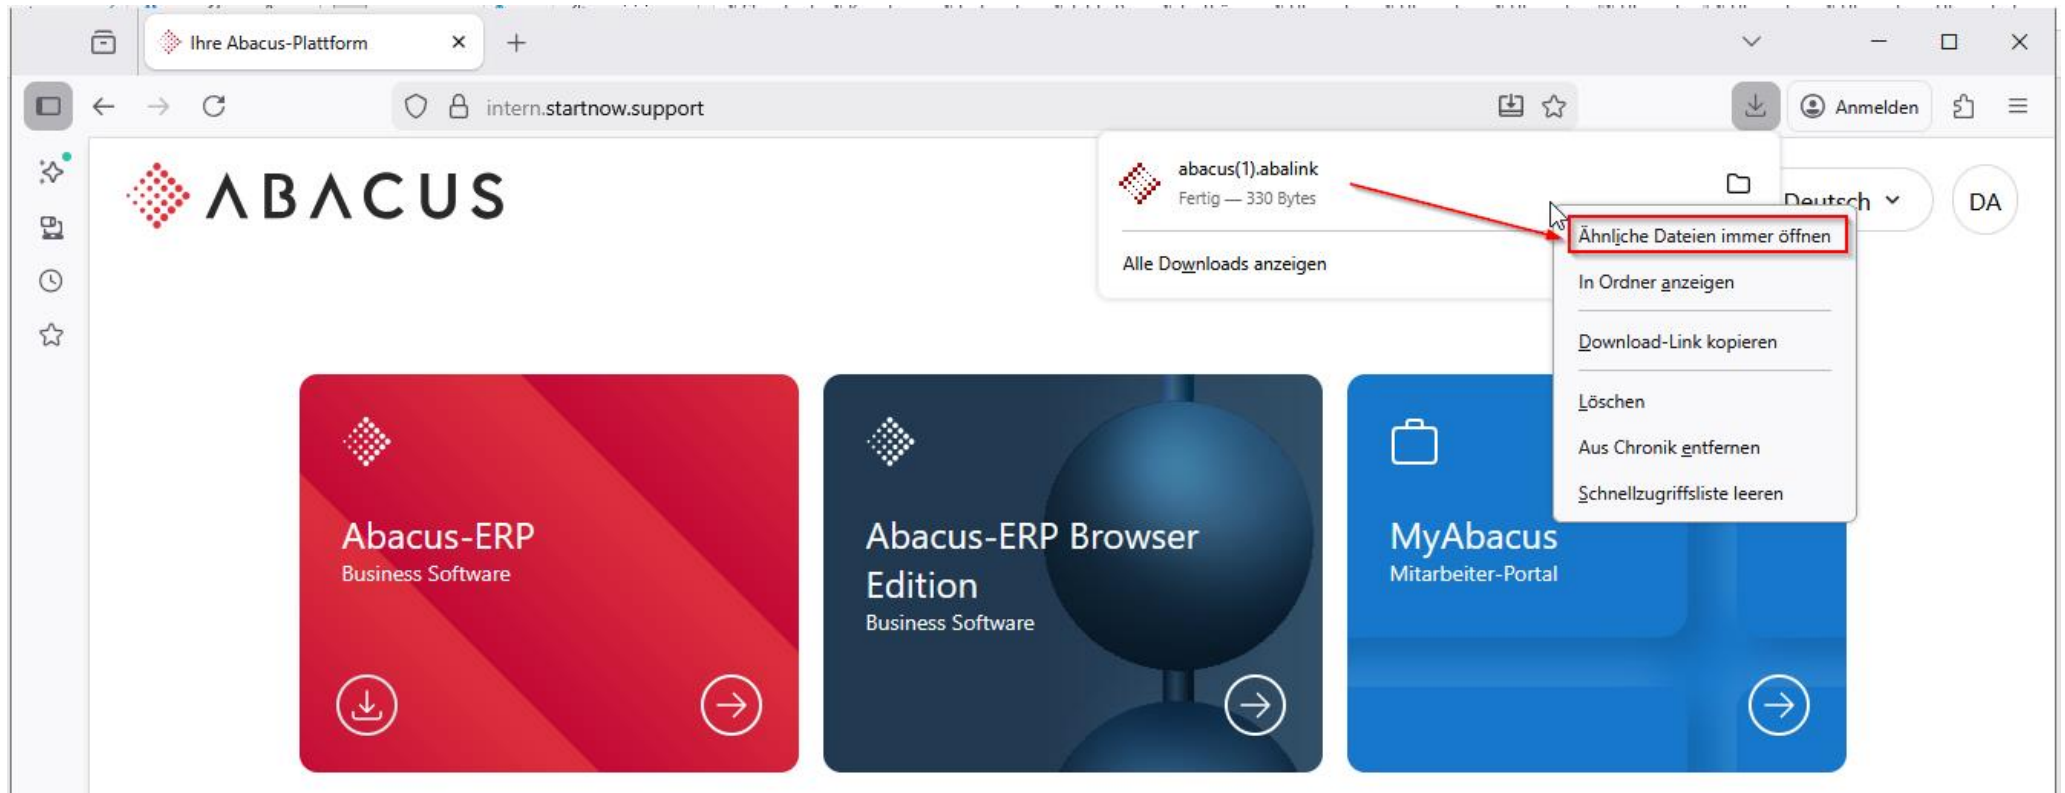 Ihre Abacus-Plattform
intern.startnow.support
Anmelden
ABACUS
abacus(1).abalink
Fertig — 330 Bytes
Alle Downloads anzeigen
Deutsch
DA
Ähnliche Dateien immer öffnen
In Ordner anzeigen
Download-Link kopieren
Löschen
Aus Chronik entfernen
Schnellzugriffsliste leeren
Abacus-ERP
Business Software
Abacus-ERP Browser
Edition
Business Software
MyAbacus
Mitarbeiter-Portal